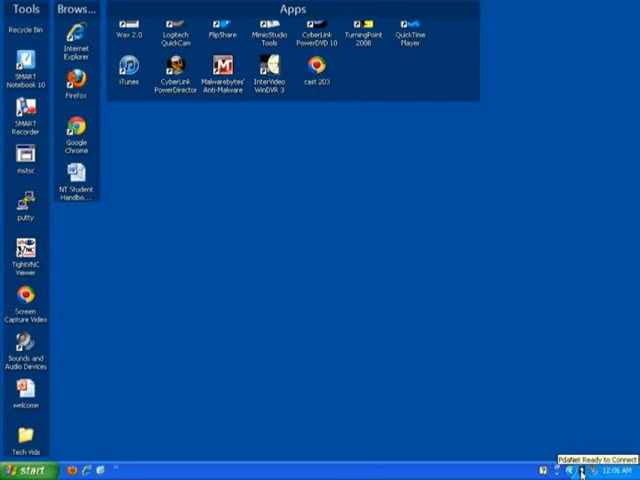 Tools
Brows...
Apps
Recycle Bin
Wax 2.0
Logitech
QuickCam
FlipShare
MimioStudio
Tools
CyberLink
PowerDVD 10
TurningPoint
2008
QuickTime
Player
Internet
Explorer
SMART
Notebook 10
iTunes
CyberLink
PowerDirector
Malwarebytes'
Anti-Malware
InterVideo
WinDVR 3
cast 203
Firefox
SMART
Recorder
Google
Chrome
mstsc
NT Student
Handbo...
putty
TightVNC
Viewer
Screen
Capture Video
Sounds and
Audio Devices
welcome
Tech Vids
PdaNet Ready to Connect
start
12:06 AM